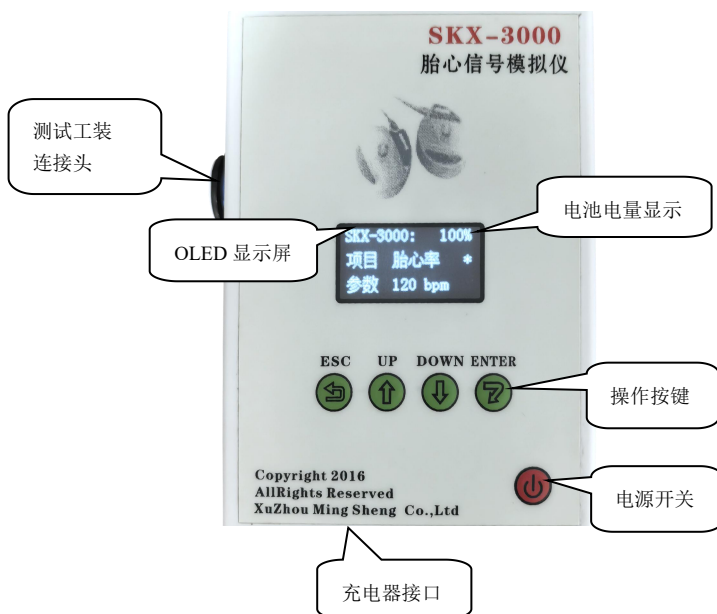 SKX-3000
胎心信号模拟仪
测试工装
连接头
电池电量显示
OLED 显示屏
SKX-3000: 100%
项目 胎心率 *
参数 120 bpm
ESC UP DOWN ENTER
操作按键
Copyright 2016
AllRights Reserved
XuZhou Ming Sheng Co.,Ltd
电源开关
充电器接口